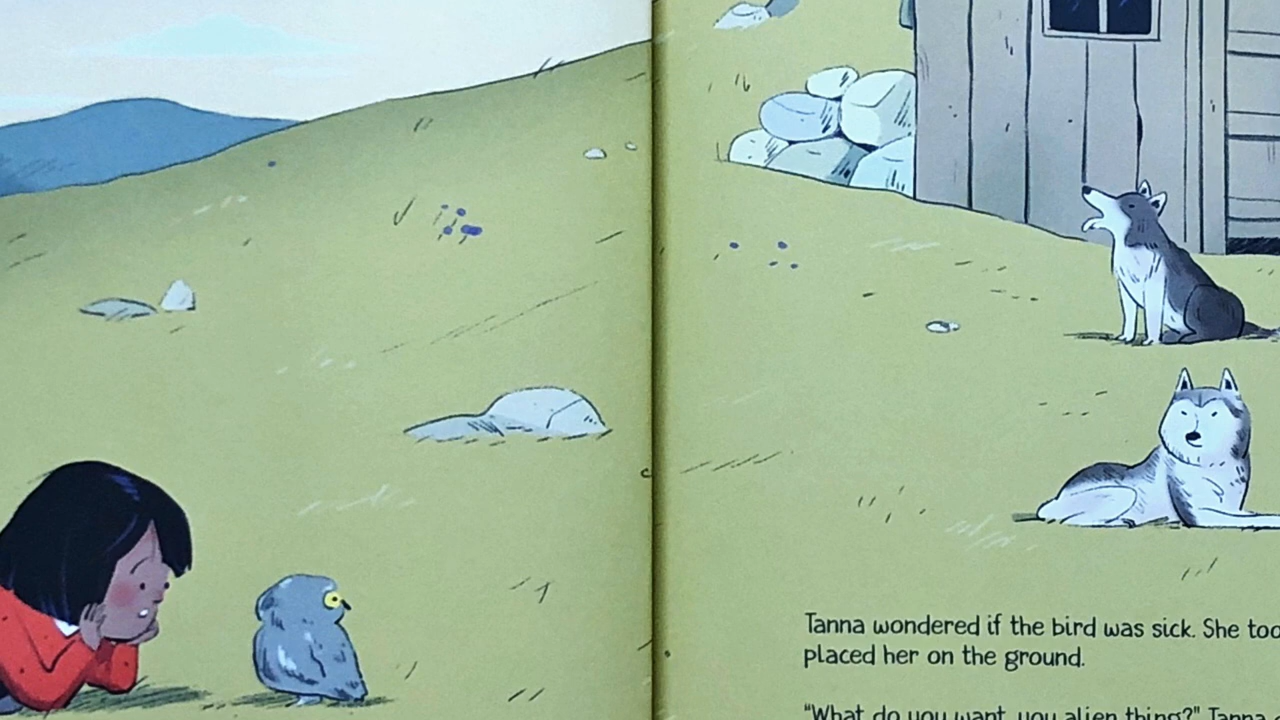 Tanna wondered if the bird was sick. She
placed her on the ground.
"What do you want, you alien thing?" Tanna